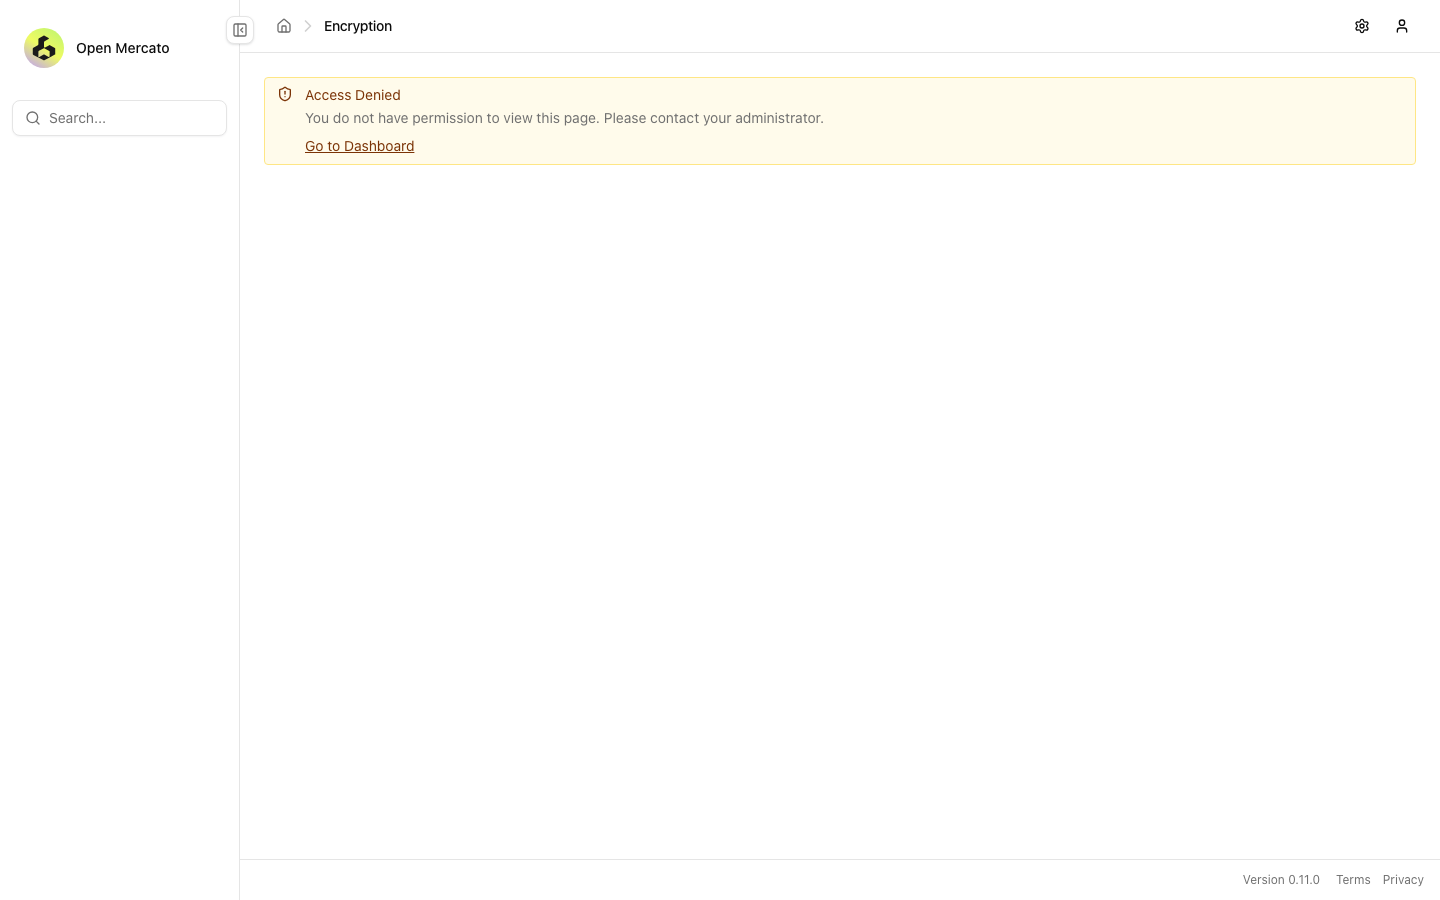 Open Mercato
Search...
Encryption
Access Denied
You do not have permission to view this page. Please contact your administrator.
Go to Dashboard
Version 0.11.0
Terms
Privacy